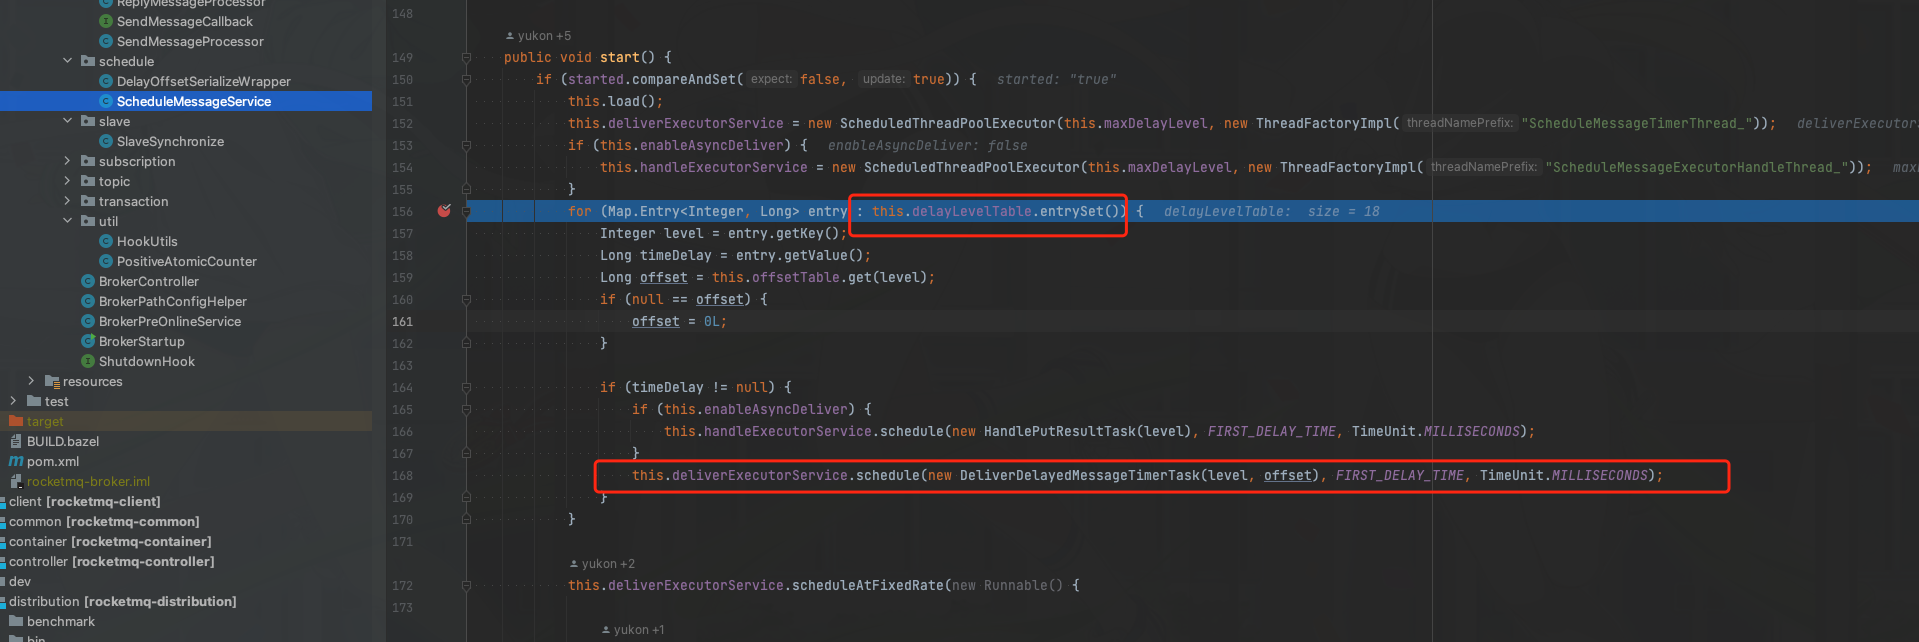 ReplyMessageProcessor
SendMessageCallback
SendMessageProcessor
schedule
DelayOffsetSerializeWrapper
ScheduleMessageService
slave
SlaveSynchronize
subscription
topic
transaction
util
HookUtils
PositiveAtomicCounter
BrokerController
BrokerPathConfigHelper
BrokerPreOnlineService
BrokerStartup
ShutdownHook
resources
test
target
BUILD.bazel
pom.xml
rocketmq-broker.iml
client [rocketmq-client]
common [rocketmq-common]
container [rocketmq-container]
controller [rocketmq-controller]
dev
distribution [rocketmq-distribution]
benchmark
bin
148
yukon +5
149 public void start() {
150 if (started.compareAndSet( expect: false, update: true)) { started: "true"
151 this.load();
152 this.deliverExecutorService = new ScheduledThreadPoolExecutor(this.maxDelayLevel, new ThreadFactoryImpl( threadNamePrefix: "ScheduleMessageTimerThread_")); deliverExecutor
153 if (this.enableAsyncDeliver) { enableAsyncDeliver: false
154 this.handleExecutorService = new ScheduledThreadPoolExecutor(this.maxDelayLevel, new ThreadFactoryImpl( threadNamePrefix: "ScheduleMessageExecutorHandleThread_")); max
155 }
156 for (Map.Entry<Integer, Long> entry : this.delayLevelTable.entrySet()) { delayLevelTable: size = 18
157 Integer level = entry.getKey();
158 Long timeDelay = entry.getValue();
159 Long offset = this.offsetTable.get(level);
160 if (null == offset) {
161 offset = 0L;
162 }
163
164 if (timeDelay != null) {
165 if (this.enableAsyncDeliver) {
166 this.handleExecutorService.schedule(new HandlePutResultTask(level), FIRST_DELAY_TIME, TimeUnit.MILLISECONDS);
167 }
168 this.deliverExecutorService.schedule(new DeliverDelayedMessageTimerTask(level, offset), FIRST_DELAY_TIME, TimeUnit.MILLISECONDS);
169 }
170 }
171
yukon +2
172 this.deliverExecutorService.scheduleAtFixedRate(new Runnable() {
173
yukon +1